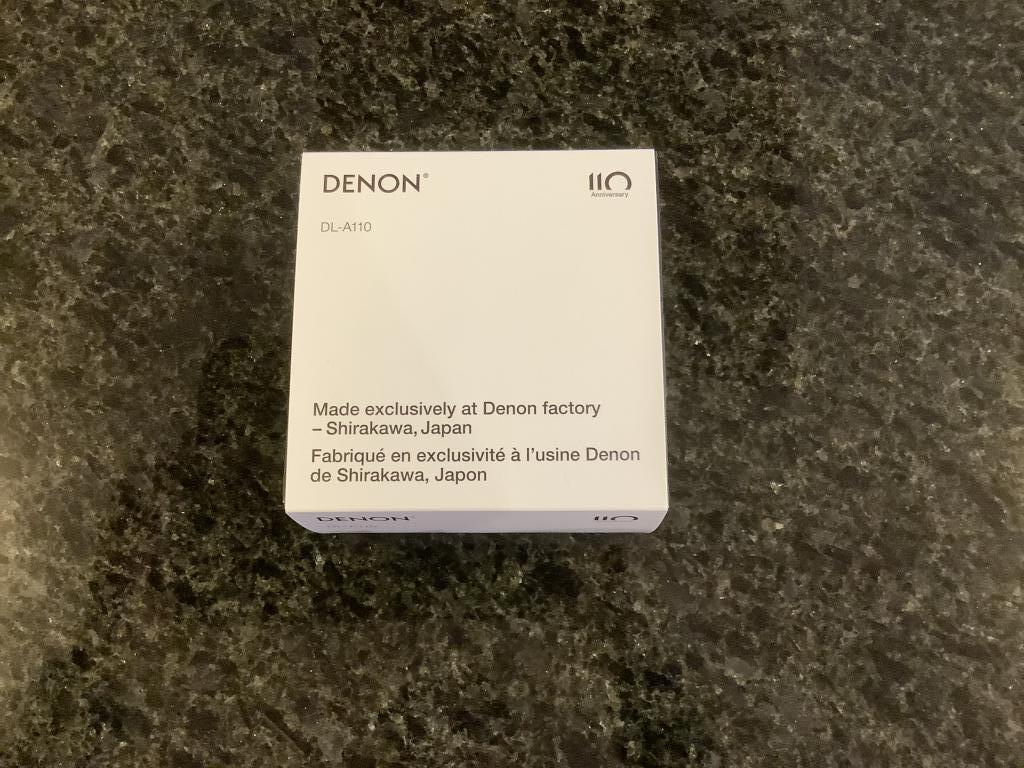 DENON®
110
Anniversary
DL-A110
Made exclusively at Denon factory
– Shirakawa, Japan
Fabriqué en exclusivité à l'usine Denon
de Shirakawa, Japon
DENON
110